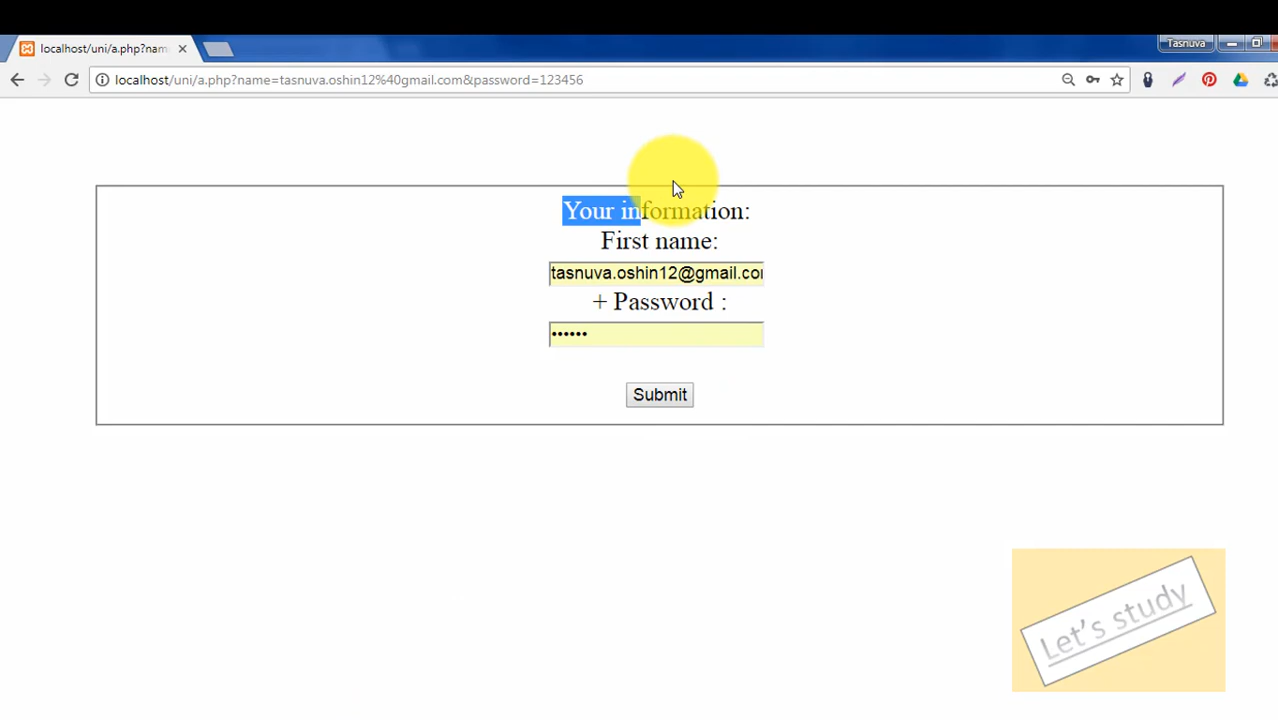 localhost/uni/a.php?nam
Tasnuva
localhost/uni/a.php?name=tasnuva.oshin12%40gmail.com&password=123456
Your information:
First name:
tasnuva.oshin12@gmail.co
+ Password :
••••••
Submit
Let's study